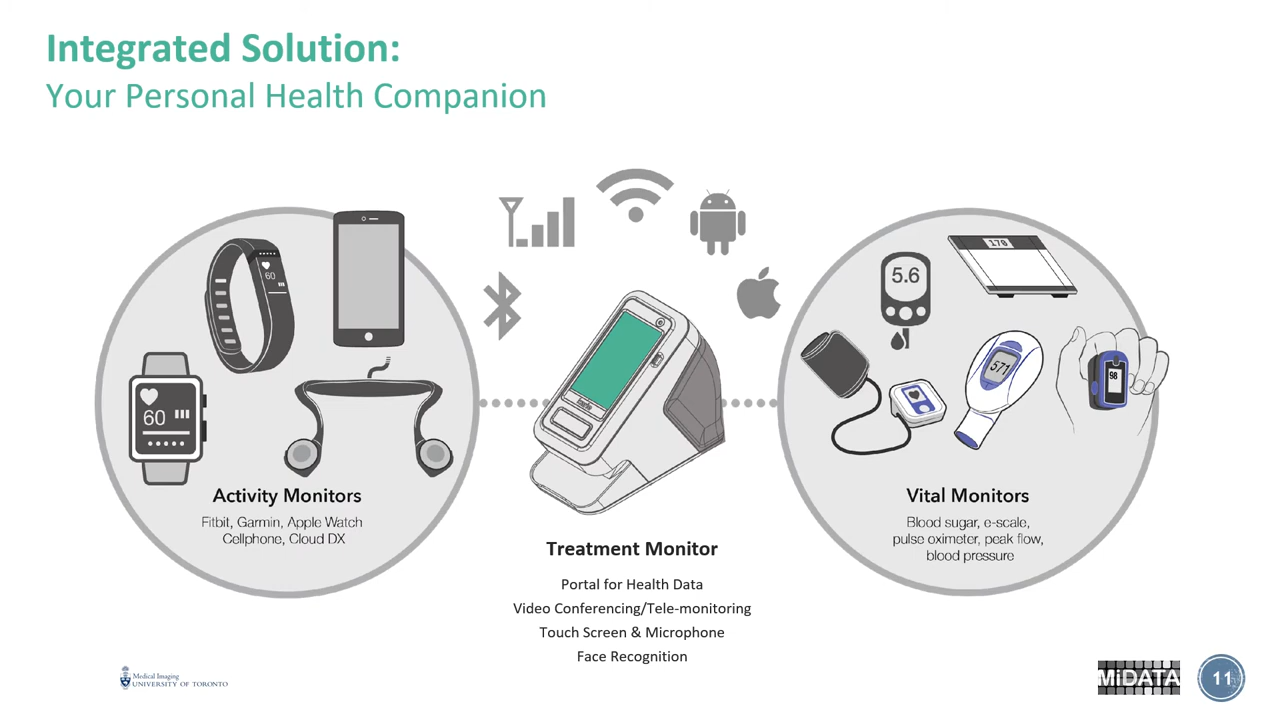 Integrated Solution:
Your Personal Health Companion
60
60
5.6
170
571
98
Activity Monitors
Fitbit, Garmin, Apple Watch
Cellphone, Cloud DX
Treatment Monitor
Portal for Health Data
Video Conferencing/Tele-monitoring
Touch Screen & Microphone
Face Recognition
Vital Monitors
Blood sugar, e-scale,
pulse oximeter, peak flow,
blood pressure
Medical Imaging
UNIVERSITY OF TORONTO
MiDATA
11